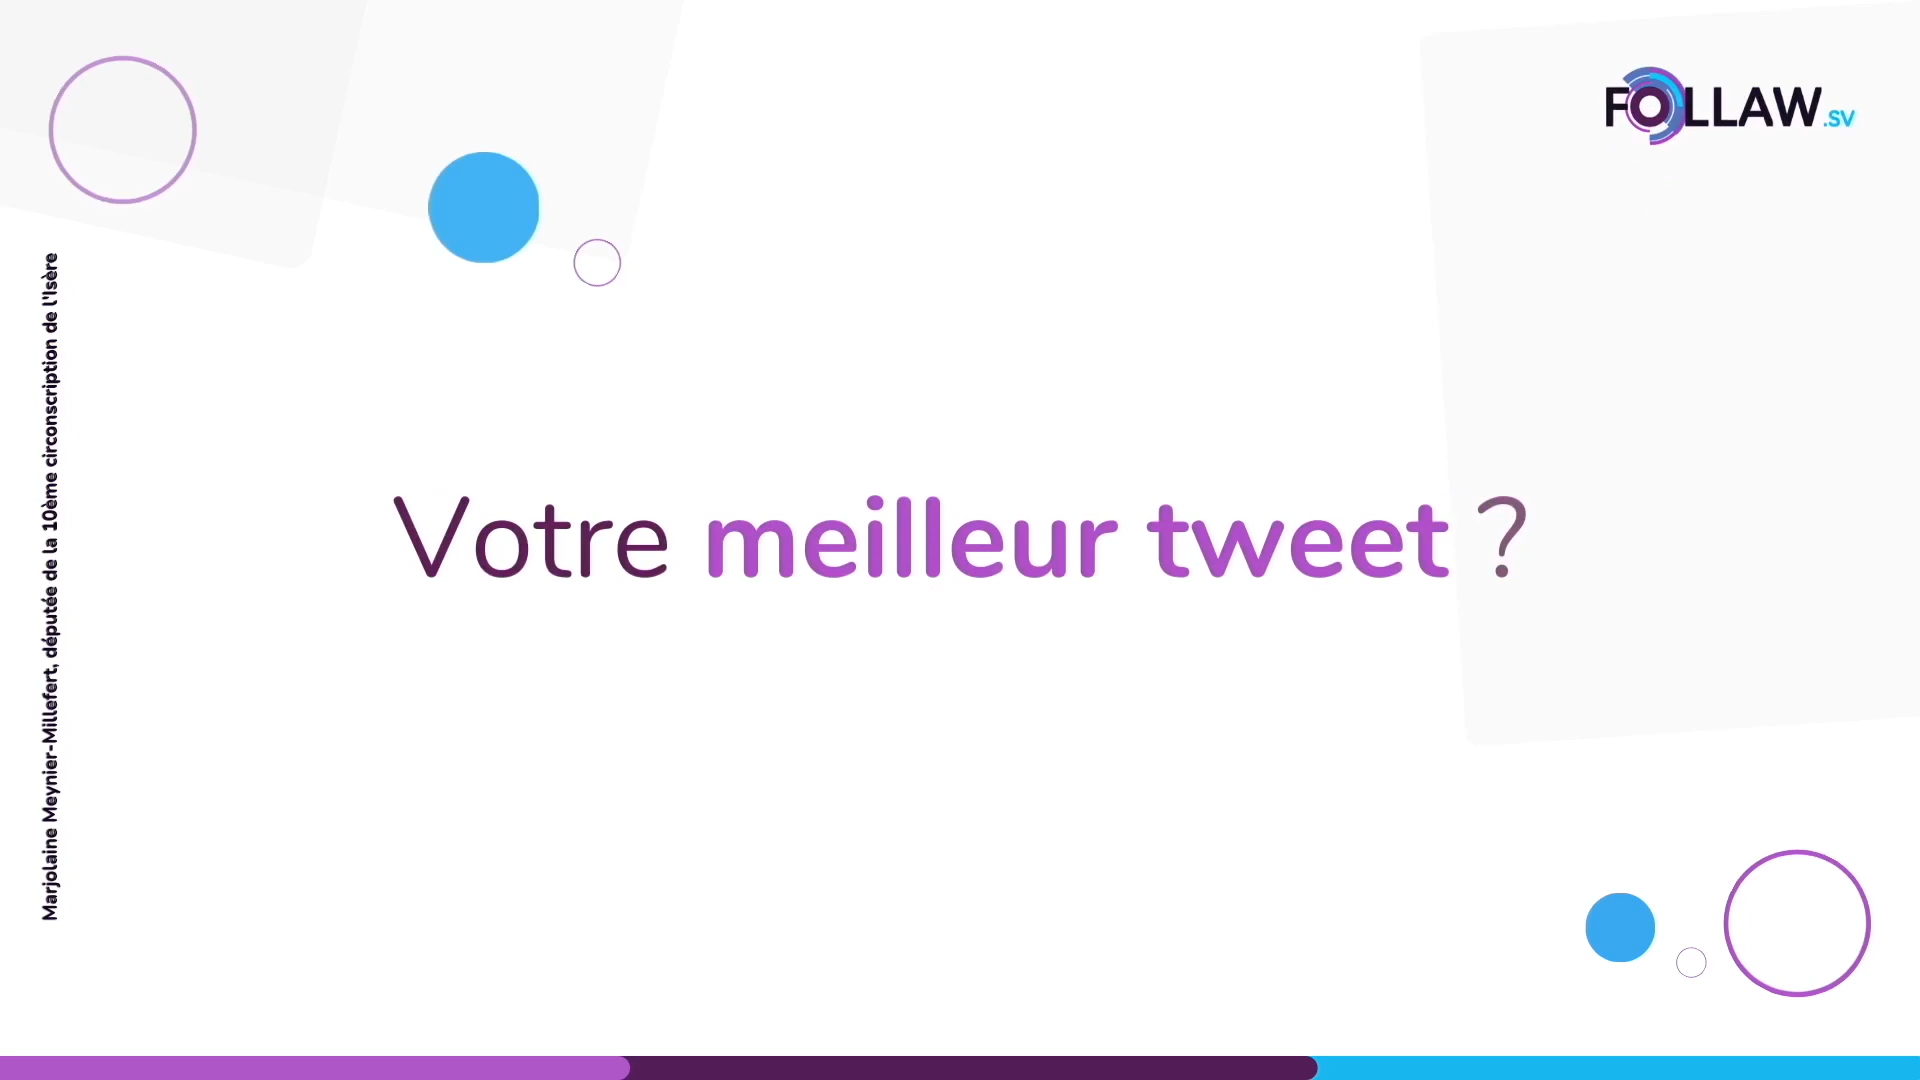 FOLLAW.SV
Marjolaine Meynier-Millefert, députée de la 10ème circonscription de l'Isère
Votre meilleur tweet ?